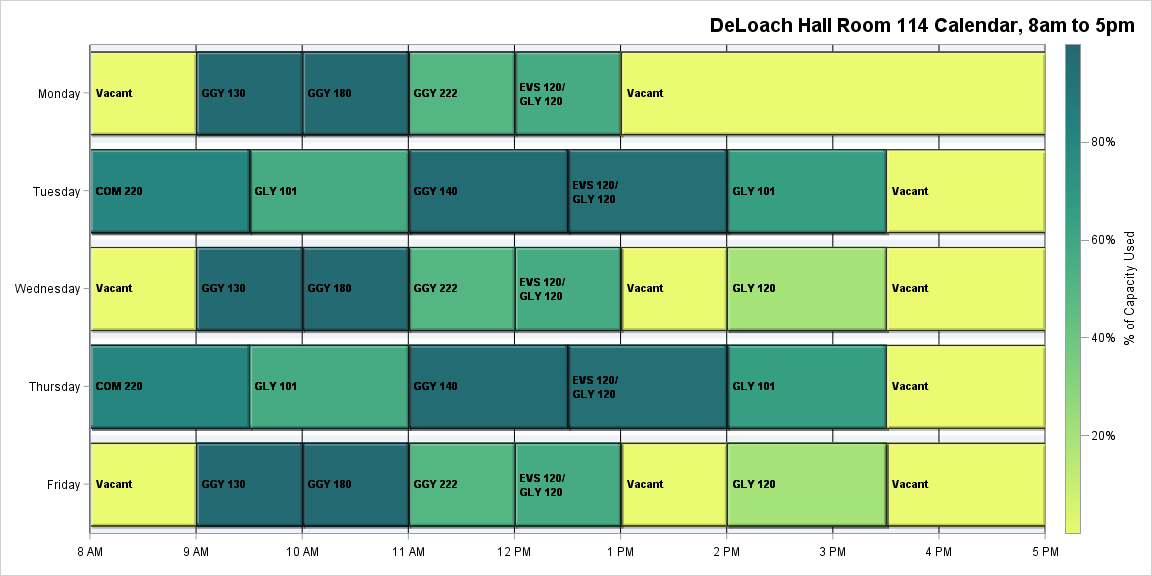 DeLoach Hall Room 114 Calendar, 8am to 5pm
Monday
Vacant
GGY 130
GGY 180
GGY 222
EVS 120/
GLY 120
Vacant
Tuesday
COM 220
GLY 101
GGY 140
EVS 120/
GLY 120
GLY 101
Vacant
Wednesday
Vacant
GGY 130
GGY 180
GGY 222
EVS 120/
GLY 120
Vacant
GLY 120
Vacant
Thursday
COM 220
GLY 101
GGY 140
EVS 120/
GLY 120
GLY 101
Vacant
Friday
Vacant
GGY 130
GGY 180
GGY 222
EVS 120/
GLY 120
Vacant
GLY 120
Vacant
8 AM
9 AM
10 AM
11 AM
12 PM
1 PM
2 PM
3 PM
4 PM
5 PM
80%
60%
40%
20%
% of Capacity Used